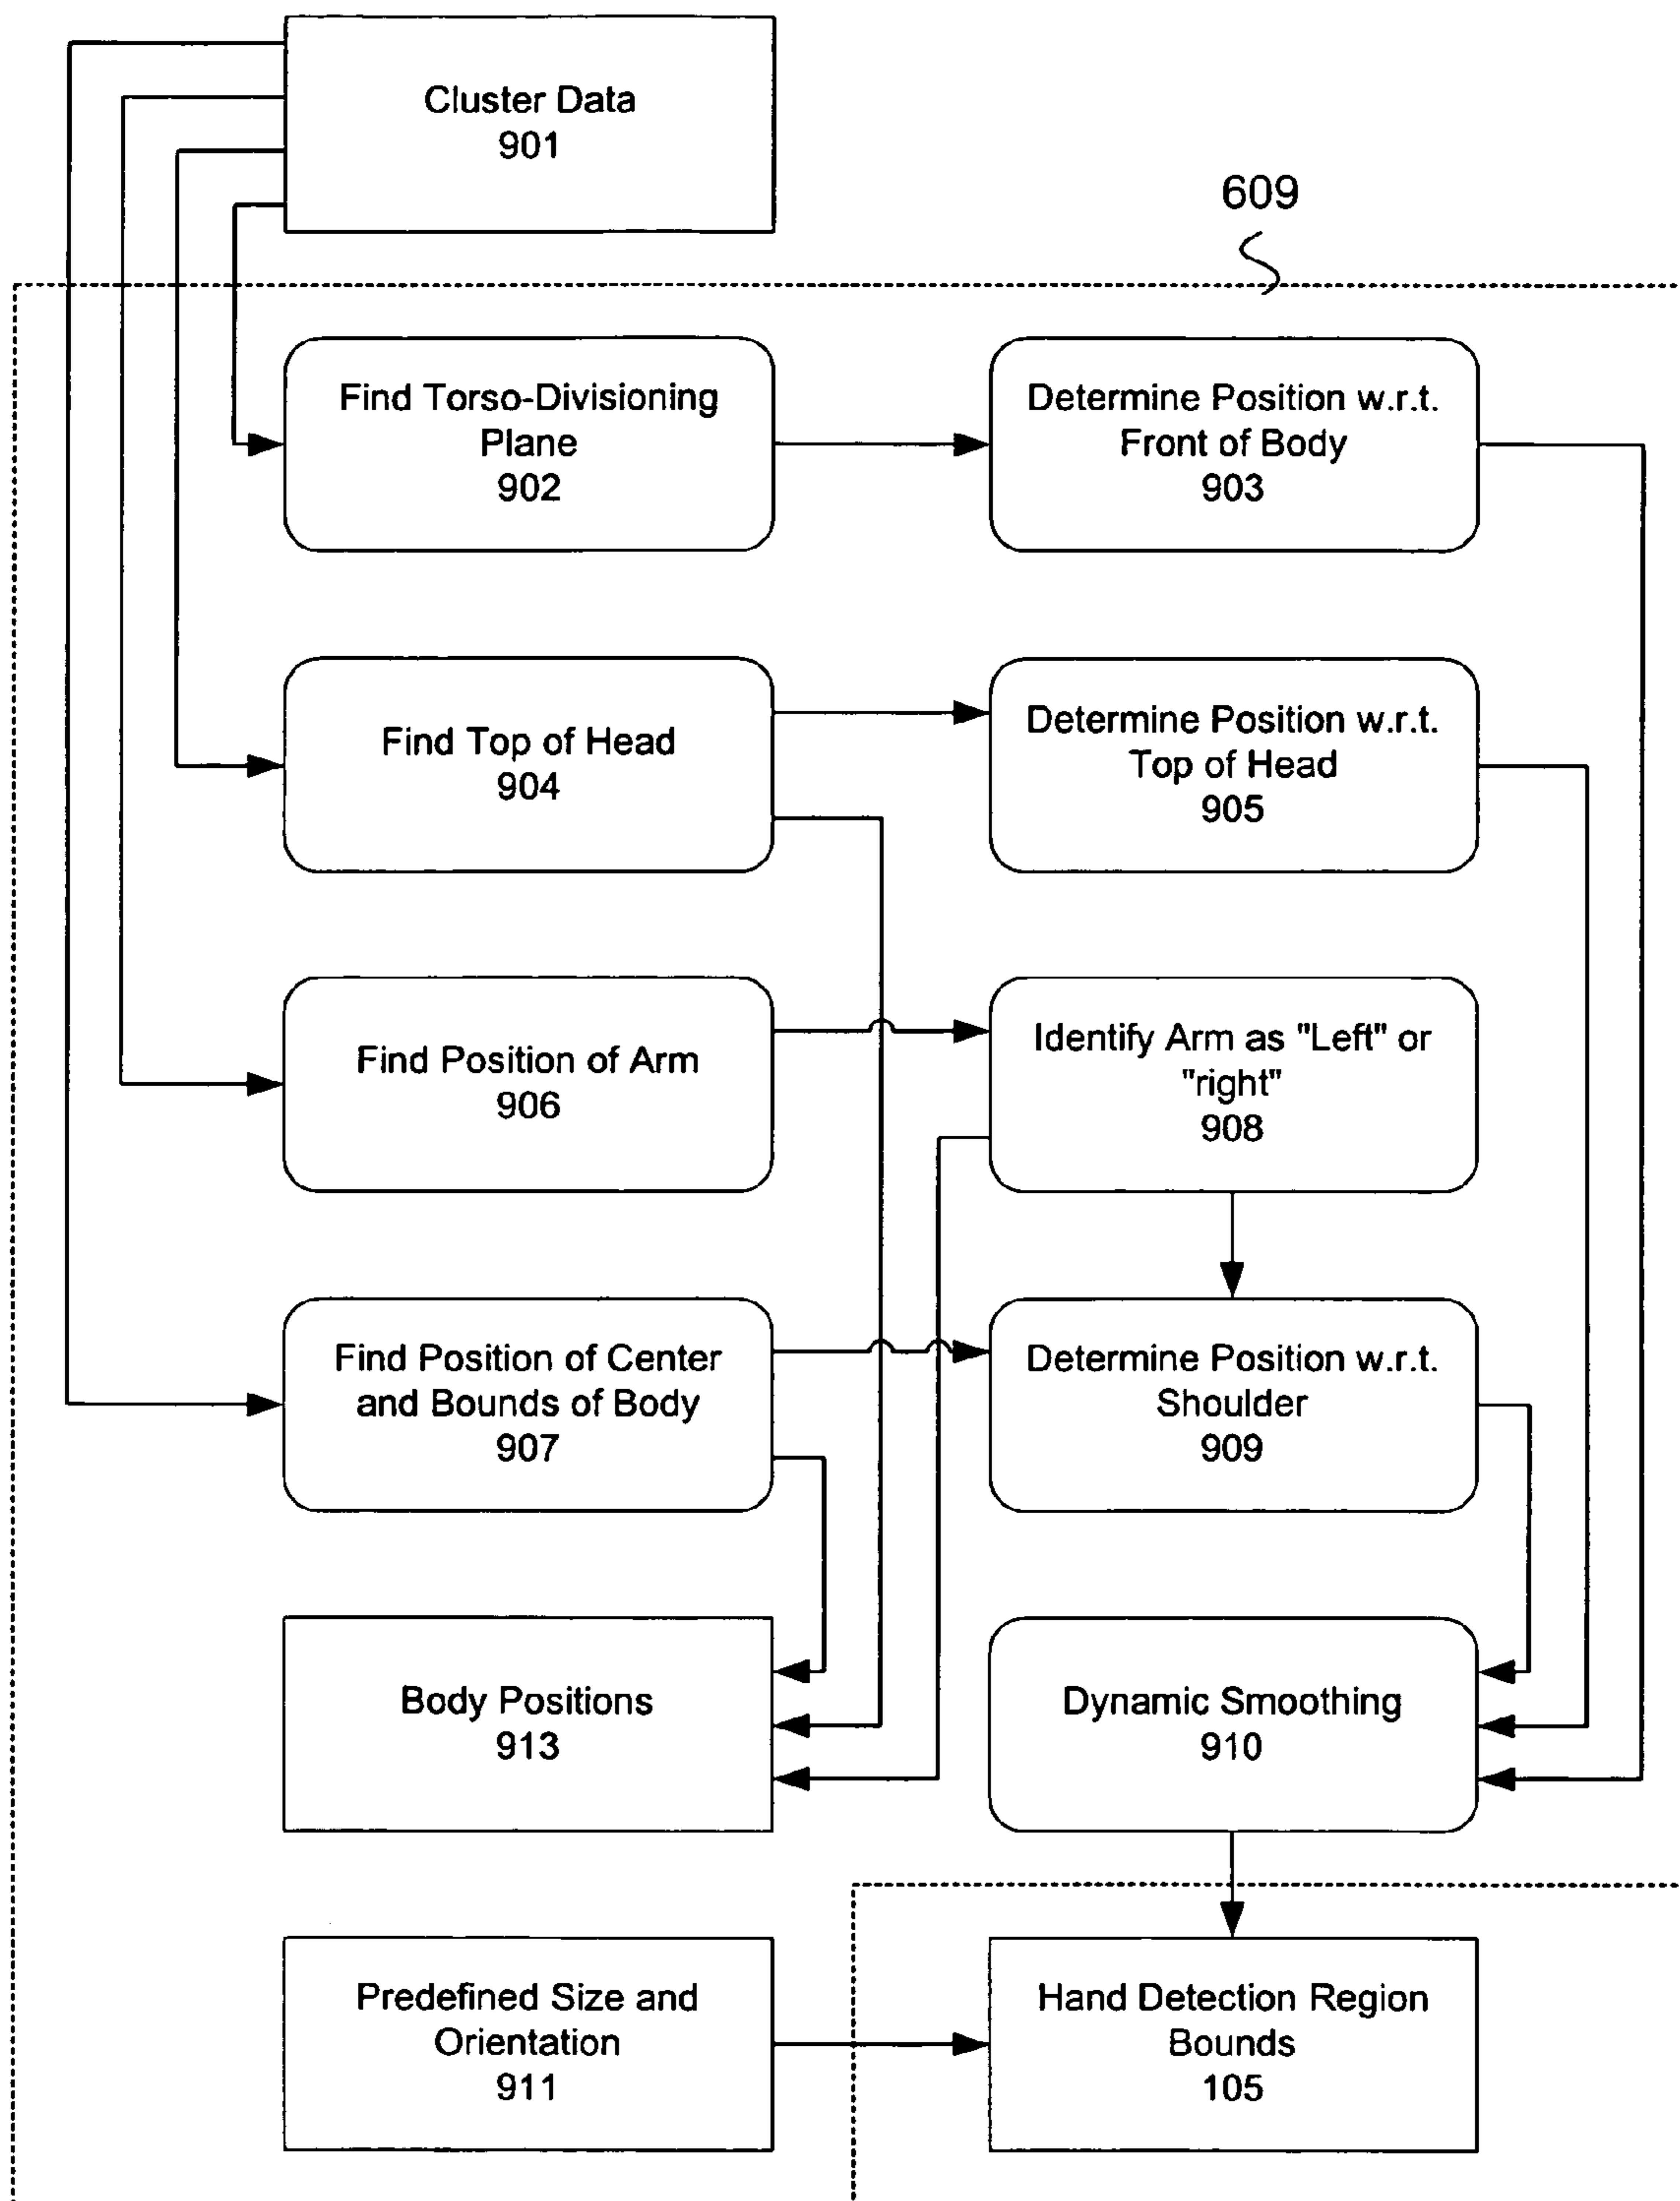 Cluster Data
901
609
Find Torso-Divisioning
Plane
902
Determine Position w.r.t.
Front of Body
903
Find Top of Head
904
Determine Position w.r.t.
Top of Head
905
Find Position of Arm
906
Identify Arm as "Left" or
"right"
908
Find Position of Center
and Bounds of Body
907
Determine Position w.r.t.
Shoulder
909
Body Positions
913
Dynamic Smoothing
910
Predefined Size and
Orientation
911
Hand Detection Region
Bounds
105